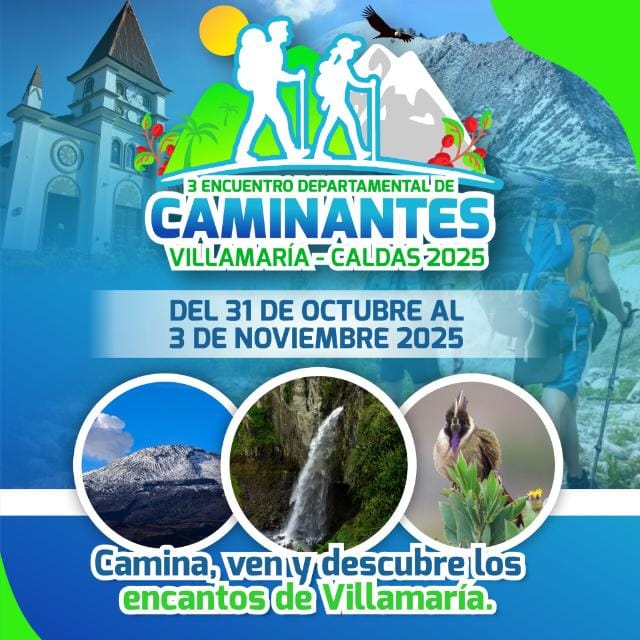 3 ENCUENTRO DEPARTAMENTAL DE
CAMINANTES
VILLAMARÍA - CALDAS 2025
DEL 31 DE OCTUBRE AL
3 DE NOVIEMBRE 2025
Camina, ven y descubre los
encantos de Villamaría.